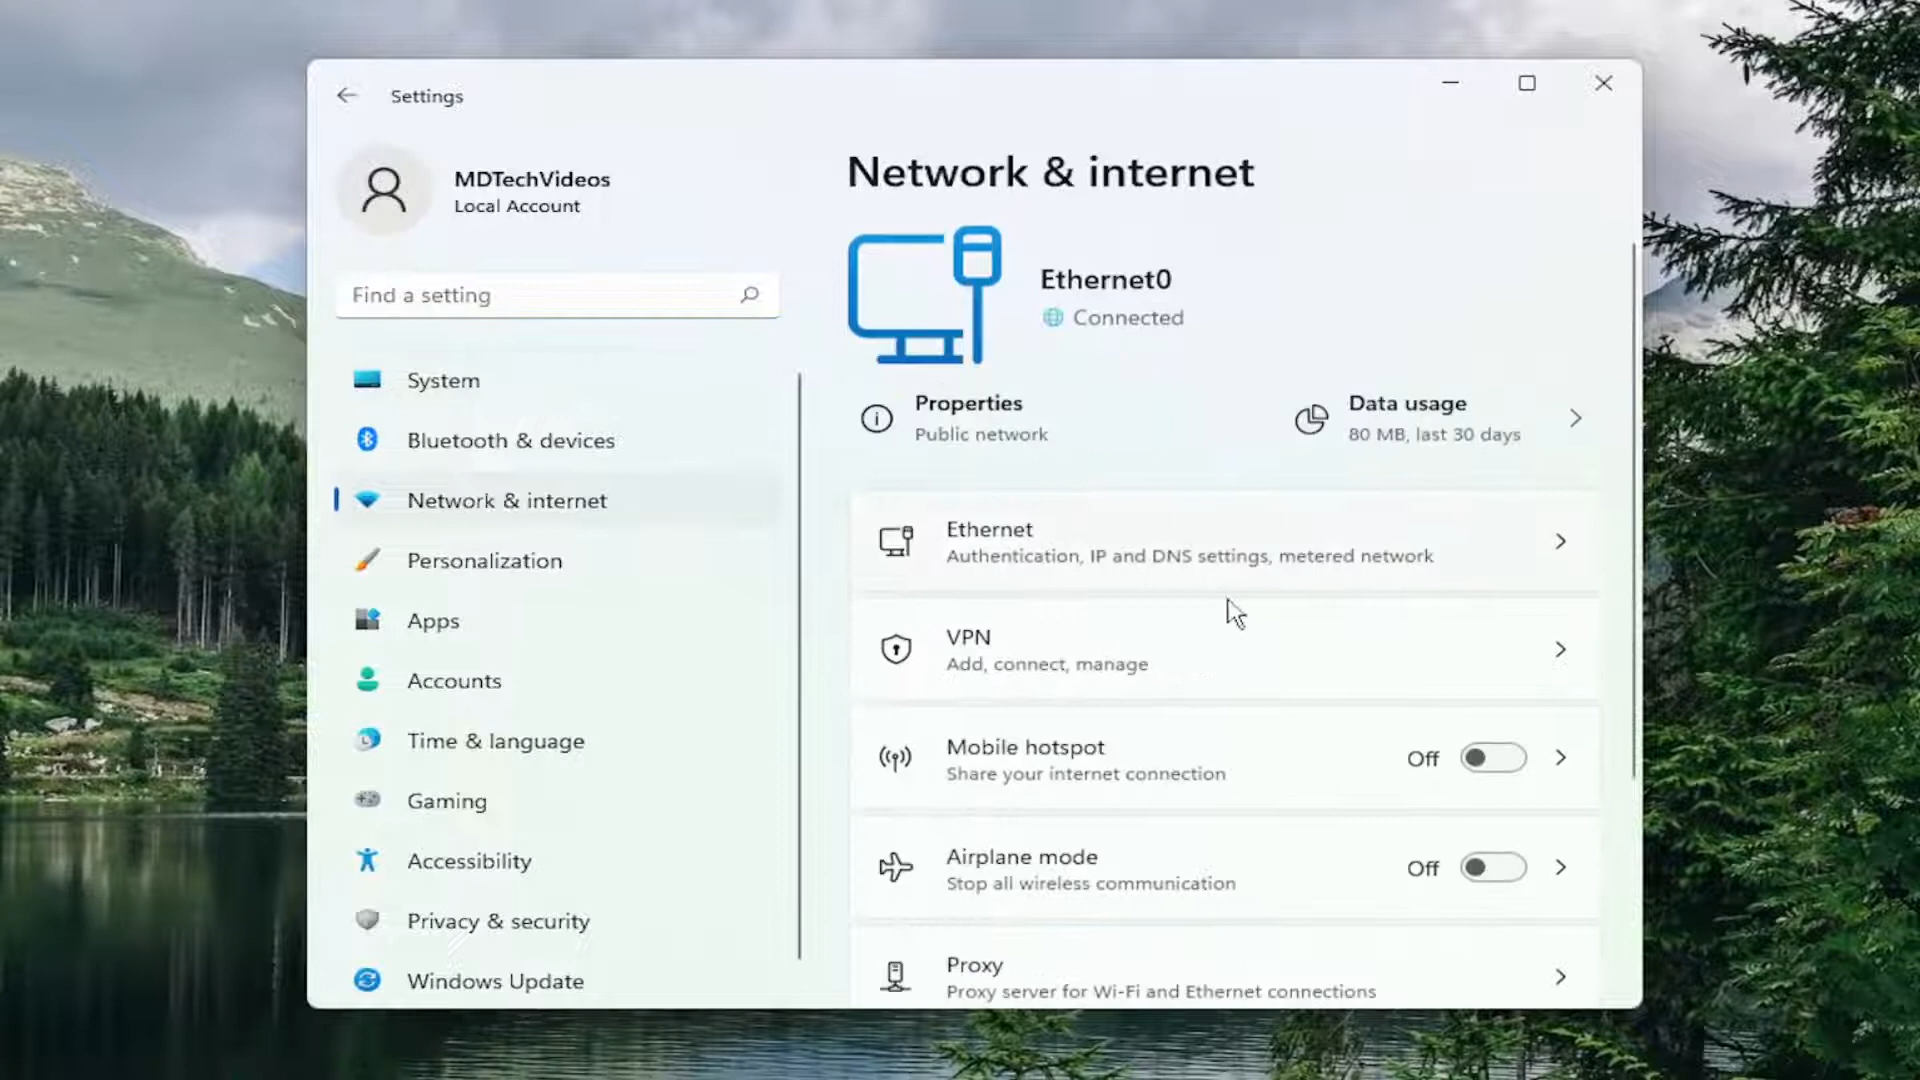 Settings
MDTechVideos
Local Account
Find a setting
System
Bluetooth & devices
Network & internet
Personalization
Apps
Accounts
Time & language
Gaming
Accessibility
Privacy & security
Windows Update
Network & internet
Ethernet0
Connected
Properties
Public network
Data usage
80 MB, last 30 days
Ethernet
Authentication, IP and DNS settings, metered network
VPN
Add, connect, manage
Mobile hotspot
Share your internet connection
Off
Airplane mode
Stop all wireless communication
Off
Proxy
Proxy server for Wi-Fi and Ethernet connections